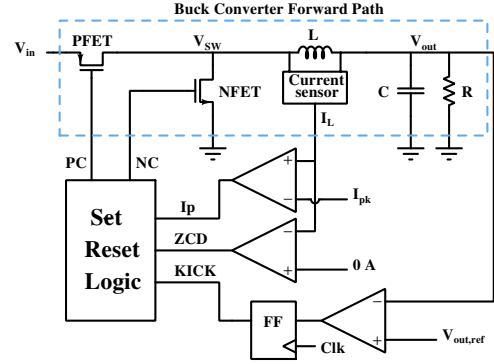 Buck Converter Forward Path
V_in PFET V_SW L V_out
Current
sensor
NFET C R
I_L
PC NC
Set
Reset
Logic
Ip + − I_pk
ZCD − + 0 A
KICK
FF
Clk
− + V_out,ref